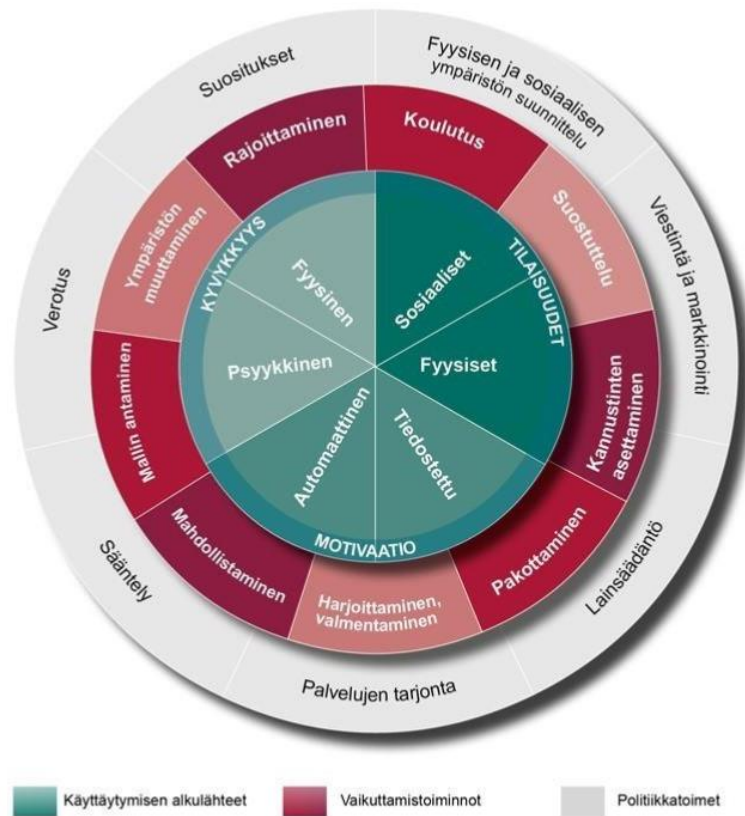 Suositukset
Fyysisen ja sosiaalisen
ympäristön suunnittelu
Viestintä ja markkinointi
Lainsäädäntö
Palvelujen tarjonta
Sääntely
Verotus
Rajoittaminen
Koulutus
Suostuttelu
Kannustinten
asettaminen
Pakottaminen
Harjoittaminen,
valmentaminen
Mahdollistaminen
Mallin antaminen
Ympäristön
muuttaminen
KYVYKKYYS
TILAISUUDET
MOTIVAATIO
Fyysinen
Sosiaaliset
Fyysiset
Tiedostettu
Automaattinen
Psyykkinen
Käyttäytymisen alkulähteet
Vaikuttamistoiminnot
Politiikkatoimet